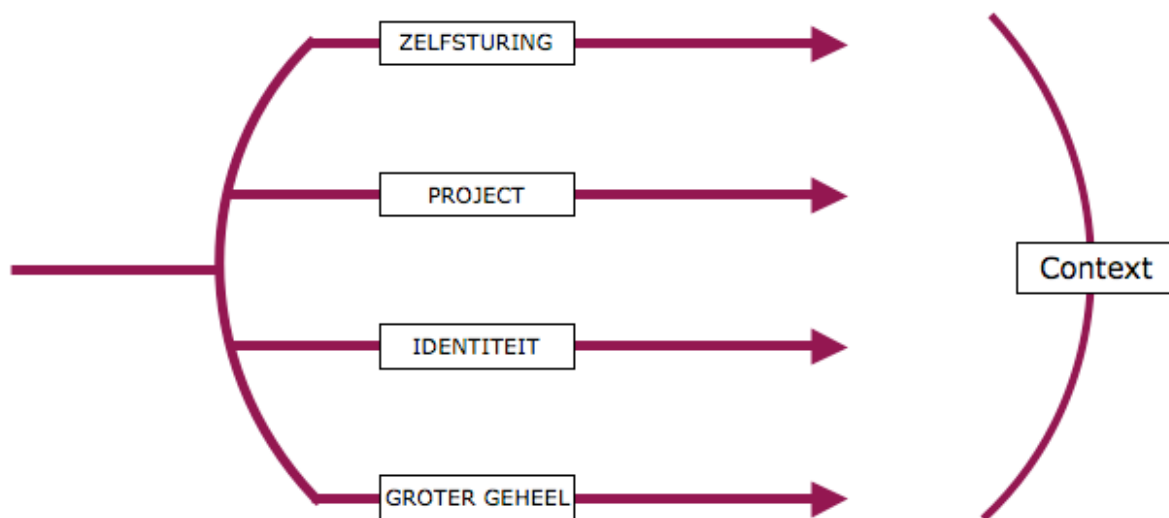 ZELFSTURING
PROJECT
Context
IDENTITEIT
GROTER GEHEEL